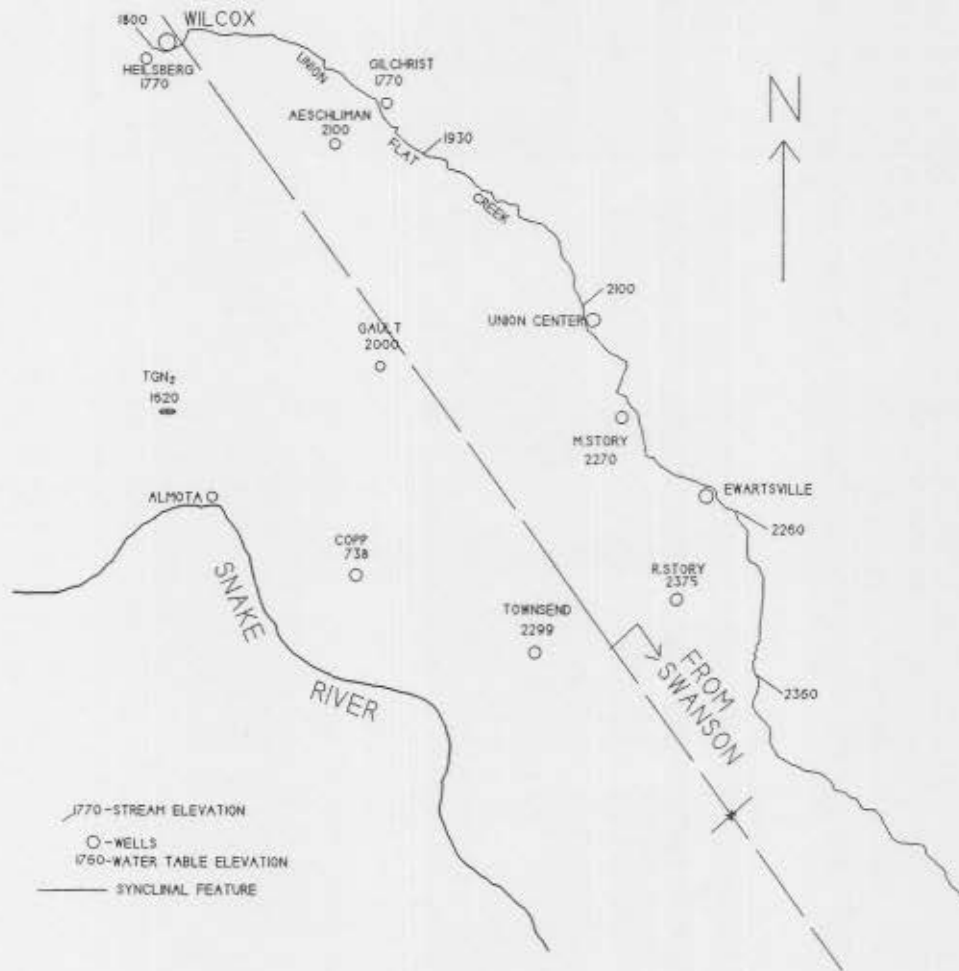 1800
WILCOX
HEILSBERG
1770
UNION
FLAT
CREEK
GILCHRIST
1770
AESCHLIMAN
2100
1930
N
2100
UNION CENTER
GAULT
2000
TGN₂
1620
M.STORY
2270
ALMOTA
EWARTSVILLE
2260
COPP
738
SNAKE
RIVER
R.STORY
2375
TOWNSEND
2299
FROM
SWANSON
2360
1770-STREAM ELEVATION
-WELLS
1760-WATER TABLE ELEVATION
SYNCLINAL FEATURE